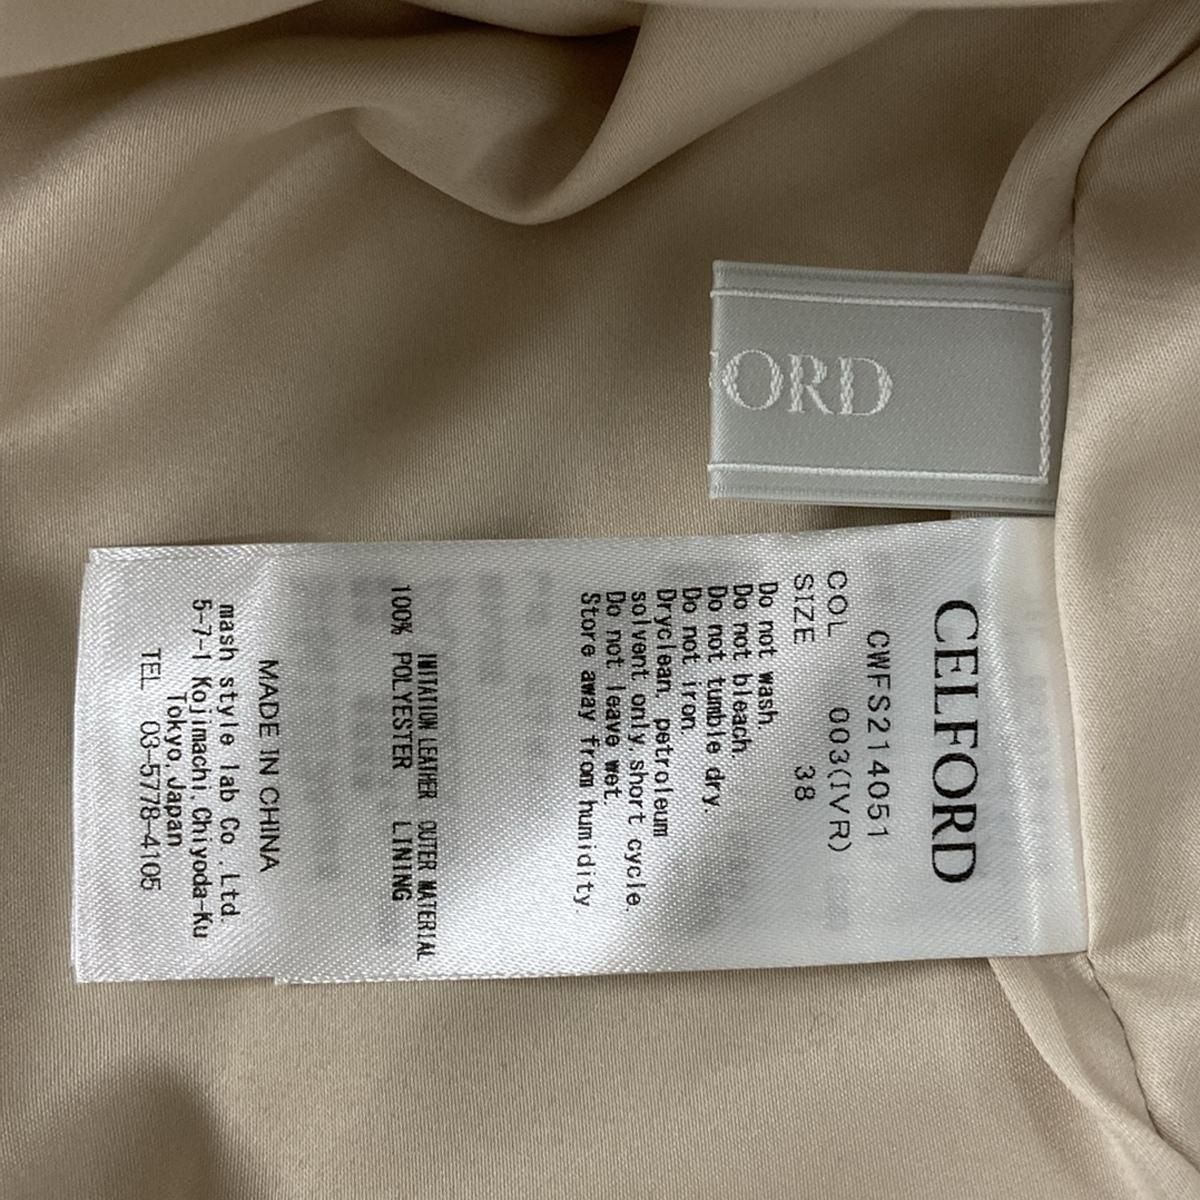 ORD
CELFORD
CWFS214051
COL 003(IVR)
SIZE 38
Do not wash.
Do not bleach.
Do not tumble dry.
Do not iron.
Dryclean, petroleum
solvent only, short cycle.
Do not leave wet.
Store away from humidity.
IMITATION LEATHER OUTER MATERIAL
100% POLYESTER LINING
MADE IN CHINA
mash style lab Co.,Ltd.
5-7-1 Kojimachi,Chiyoda-Ku
Tokyo,Japan
TEL 03-5778-4105